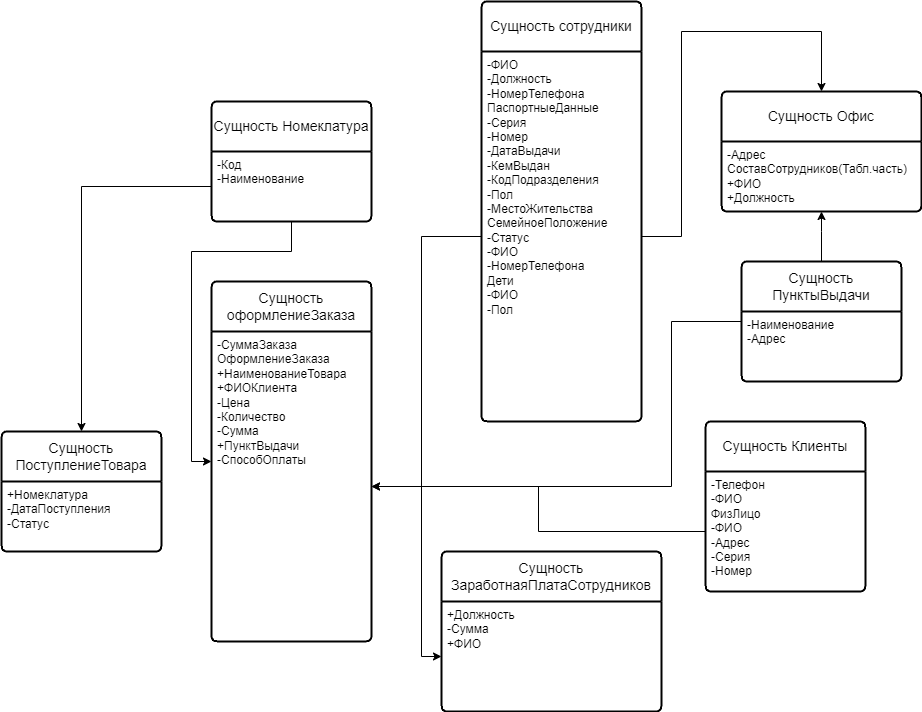 Сущность сотрудники
-ФИО
-Должность
-НомерТелефона
ПаспортныеДанные
-Серия
-Номер
-ДатаВыдачи
-КемВыдан
-КодПодразделения
-Пол
-МестоЖительства
СемейноеПоложение
-Статус
-ФИО
-НомерТелефона
Дети
-ФИО
-Пол
Сущность Офис
-Адрес
СоставСотрудников(Табл.часть)
+ФИО
+Должность
Сущность Номеклатура
-Код
-Наименование
Сущность
ПунктыВыдачи
-Наименование
-Адрес
Сущность
оформлениеЗаказа
-СуммаЗаказа
ОформлениеЗаказа
+НаименованиеТовара
+ФИОКлиента
-Цена
-Количество
-Сумма
+ПунктВыдачи
-СпособОплаты
Сущность
ПоступлениеТовара
+Номеклатура
-ДатаПоступления
-Статус
Сущность Клиенты
-Телефон
-ФИО
ФизЛицо
-ФИО
-Адрес
-Серия
-Номер
Сущность
ЗаработнаяПлатаСотрудников
+Должность
-Сумма
+ФИО